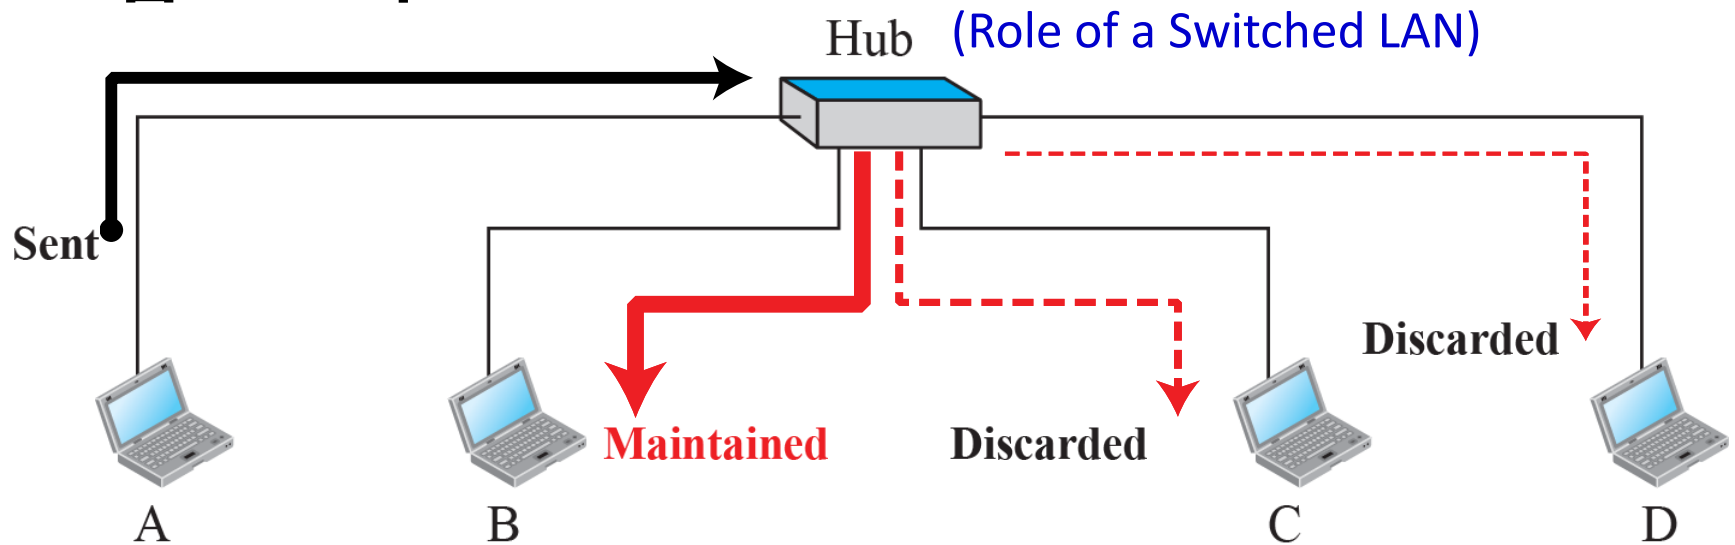 Hub (Role of a Switched LAN)
Sent
Discarded
Maintained Discarded
A B C D